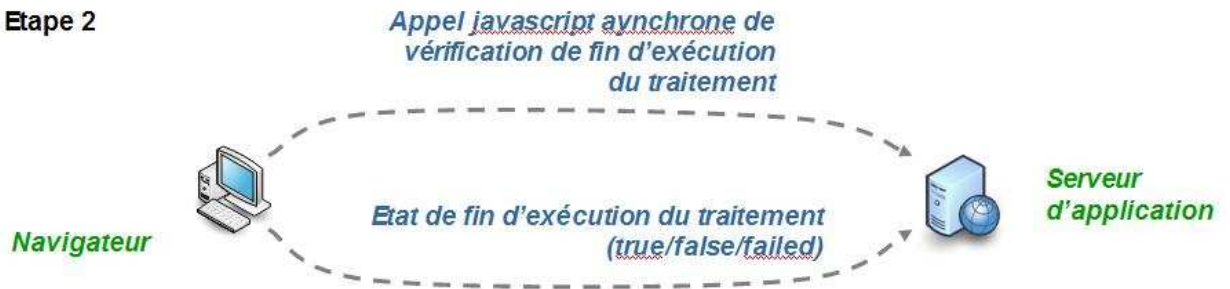 Etape 2
Appel javascript aynchrone de
vérification de fin d'exécution
du traitement
Etat de fin d'exécution du traitement
(true/false/failed)
Navigateur
Serveur
d'application